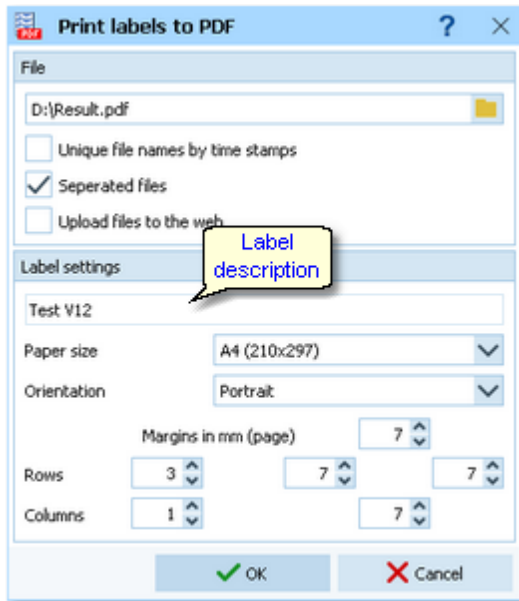 PDF
Print labels to PDF ?
File
D:\Result.pdf
Unique file names by time stamps
Seperated files
Upload files to the web
Label
description
Label settings
Test V12
Paper size A4 (210x297)
Orientation Portrait
Margins in mm (page) 7
Rows 3 7 7
Columns 1 7
OK Cancel